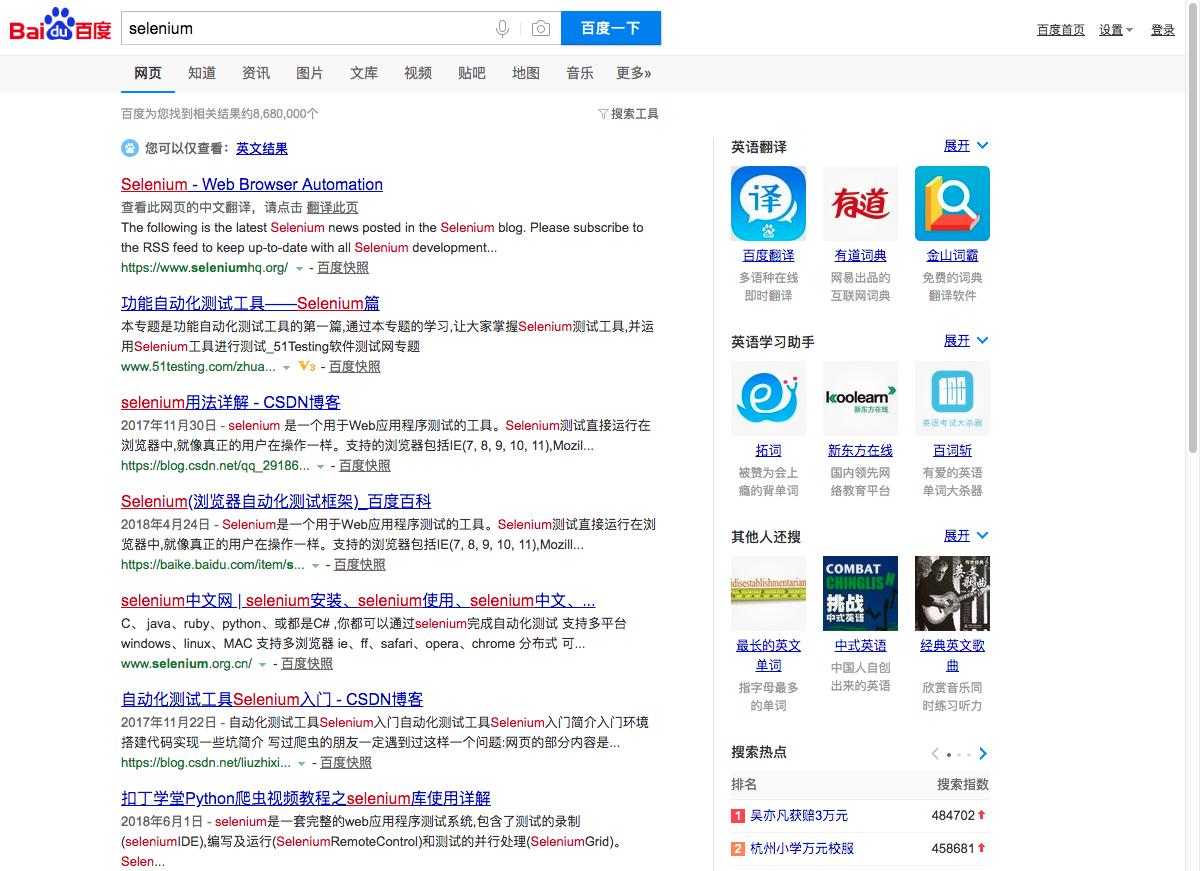 Baidu百度
selenium
百度一下
百度首页 设置 登录
网页 知道 资讯 图片 文库 视频 贴吧 地图 音乐 更多»
百度为您找到相关结果约8,680,000个
搜索工具
您可以仅查看：英文结果
Selenium - Web Browser Automation
查看此网页的中文翻译，请点击 翻译此页
The following is the latest Selenium news posted in the Selenium blog. Please subscribe to
the RSS feed to keep up-to-date with all Selenium development...
https://www.seleniumhq.org/ - 百度快照
功能自动化测试工具——Selenium篇
本专题是功能自动化测试工具的第一篇,通过本专题的学习,让大家掌握Selenium测试工具,并运
用Selenium工具进行测试_51Testing软件测试网专题
www.51testing.com/zhua... V3 - 百度快照
selenium用法详解 - CSDN博客
2017年11月30日 - selenium 是一个用于Web应用程序测试的工具。Selenium测试直接运行在
浏览器中,就像真正的用户在操作一样。支持的浏览器包括IE(7, 8, 9, 10, 11),Mozil...
https://blog.csdn.net/qq_29186... - 百度快照
Selenium(浏览器自动化测试框架)_百度百科
2018年4月24日 - Selenium是一个用于Web应用程序测试的工具。Selenium测试直接运行在浏
览器中,就像真正的用户在操作一样。支持的浏览器包括IE(7, 8, 9, 10, 11),Mozill...
https://baike.baidu.com/item/s... - 百度快照
selenium中文网 | selenium安装、selenium使用、selenium中文、...
C、 java、ruby、python、或都是C# ,你都可以通过selenium完成自动化测试 支持多平台
windows、linux、MAC 支持多浏览器 ie、ff、safari、opera、chrome 分布式 可...
www.selenium.org.cn/ - 百度快照
自动化测试工具Selenium入门 - CSDN博客
2017年11月22日 - 自动化测试工具Selenium入门自动化测试工具Selenium入门简介入门环境
搭建代码实现一些坑简介 写过爬虫的朋友一定遇到过这样一个问题:网页的部分内容是...
https://blog.csdn.net/liuzhixi... - 百度快照
扣丁学堂Python爬虫视频教程之selenium库使用详解
2018年6月1日 - selenium是一套完整的web应用程序测试系统,包含了测试的录制
(seleniumIDE),编写及运行(SeleniumRemoteControl)和测试的并行处理(SeleniumGrid)。
Selen...
英语翻译 展开
译 有道
百度翻译 有道词典 金山词霸
多语种在线 网易出品的 免费的词典
即时翻译 互联网词典 翻译软件
英语学习助手 展开
koolearn
新东方在线
英语考试大杀器
拓词 新东方在线 百词斩
被赞为会上 国内领先网 有爱的英语
瘾的背单词 络教育平台 单词大杀器
其他人还搜 展开
idisestablishmentarian
COMBAT
CHINGLISH
挑战
中式英语
英文
歌曲
最长的英文 中式英语 经典英文歌
单词 曲
指字母最多 中国人自创 欣赏音乐同
的单词 出来的英语 时练习听力
搜索热点
排名 搜索指数
1 吴亦凡获赔3万元 484702
2 杭州小学万元校服 458681